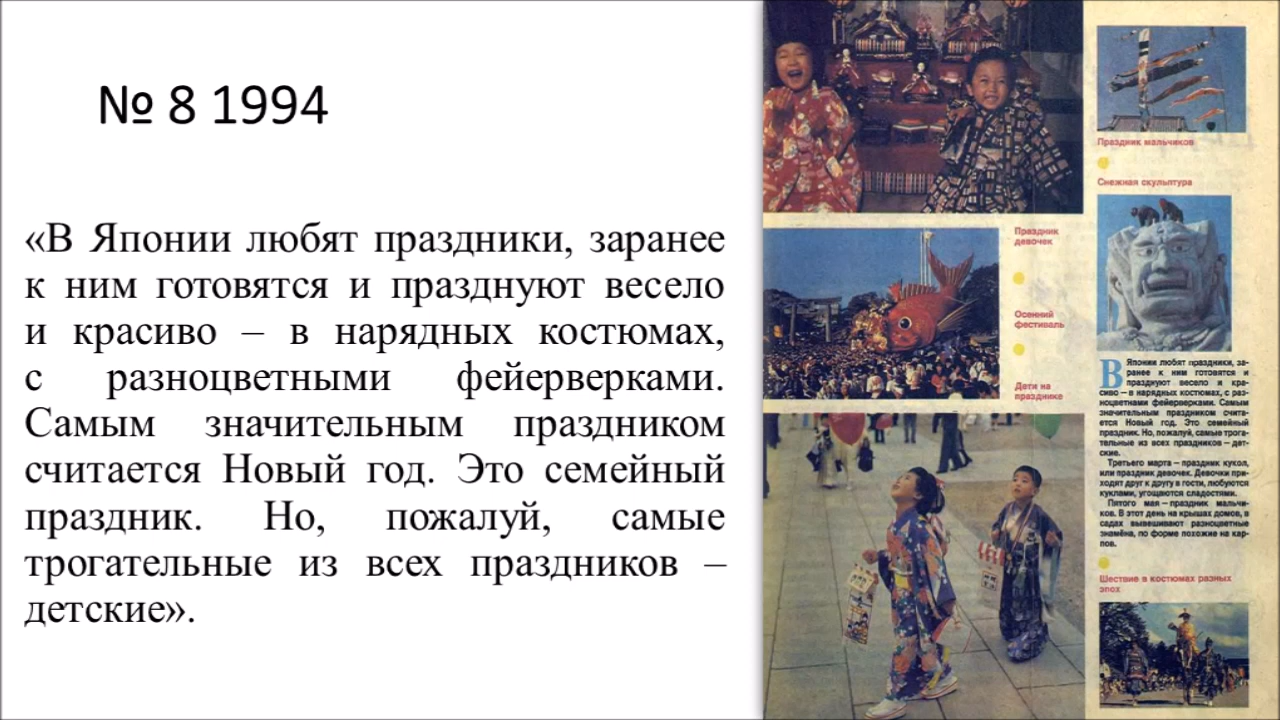 № 8 1994
«В Японии любят праздники, заранее
к ним готовятся и празднуют весело
и красиво – в нарядных костюмах,
с разноцветными фейерверками.
Самым значительным праздником
считается Новый год. Это семейный
праздник. Но, пожалуй, самые
трогательные из всех праздников –
детские».
Праздник мальчиков
Снежная скульптура
Праздник
девочек
Осенний
фестиваль
Дети на
празднике
В Японии любят праздники, за-
ранее к ним готовятся и
празднуют весело и кра-
сиво – в нарядных костюмах, с раз-
ноцветнами фейерверками. Самым
значительным праздником счита-
ется Новый год. Это семейный
праздник. Но, пожалуй, самые трога-
тельные из всех праздников – дет-
ские.
Третьего марта – праздник кукол,
или праздник девочек. Девочки при-
ходят друг к другу в гости, любуются
куклами, угощаются сладостями.
Пятого мая – праздник мальчи-
ков. В этот день на крышах домов, в
садах вывешивают разноцветные
знамёна, по форме похожие на кар-
пов.
Шествие в костюмах разных
эпох